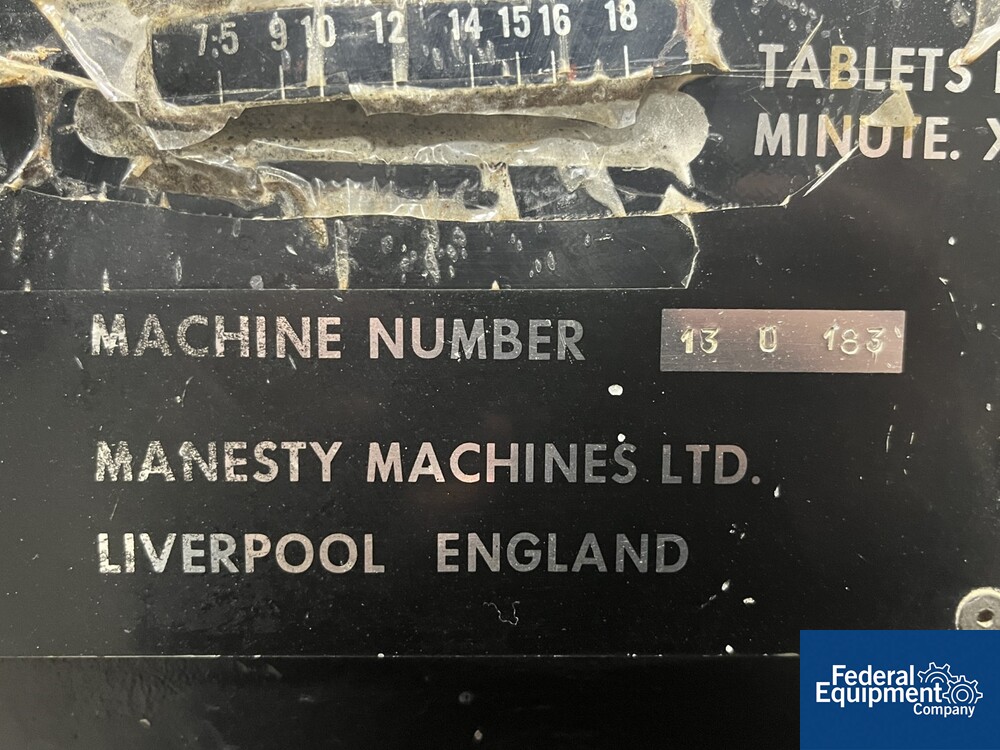 7.5 9 10 12 14 15 16 18
TABLETS
MINUTE. X
MACHINE NUMBER 13 U 183
MANESTY MACHINES LTD.
LIVERPOOL ENGLAND
Federal
Equipment
Company